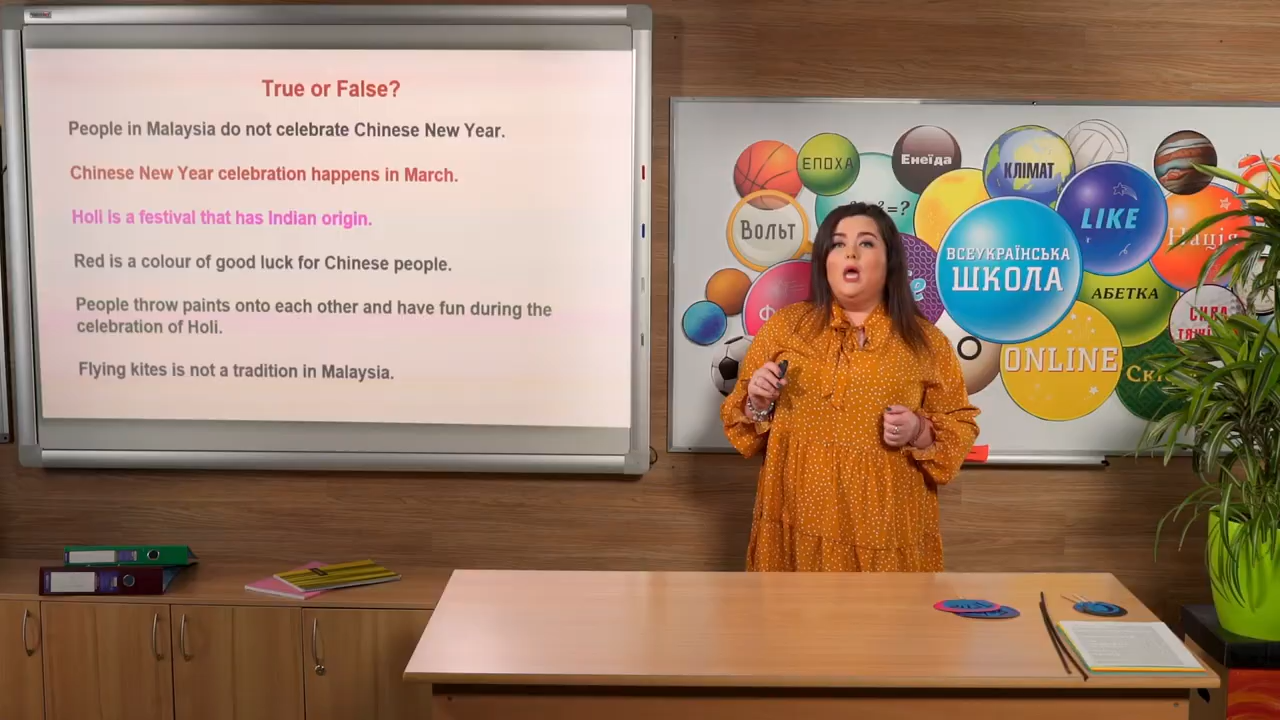 True or False?
People in Malaysia do not celebrate Chinese New Year.
Chinese New Year celebration happens in March.
Holi is a festival that has Indian origin.
Red is a colour of good luck for Chinese people.
People throw paints onto each other and have fun during the
celebration of Holi.
Flying kites is not a tradition in Malaysia.
ЕПОХА
Енеїда
КЛІМАТ
Вольт
LIKE
Нація
ВСЕУКРАЇНСЬКА
ШКОЛА
АБЕТКА
СИЛА
ONLINE